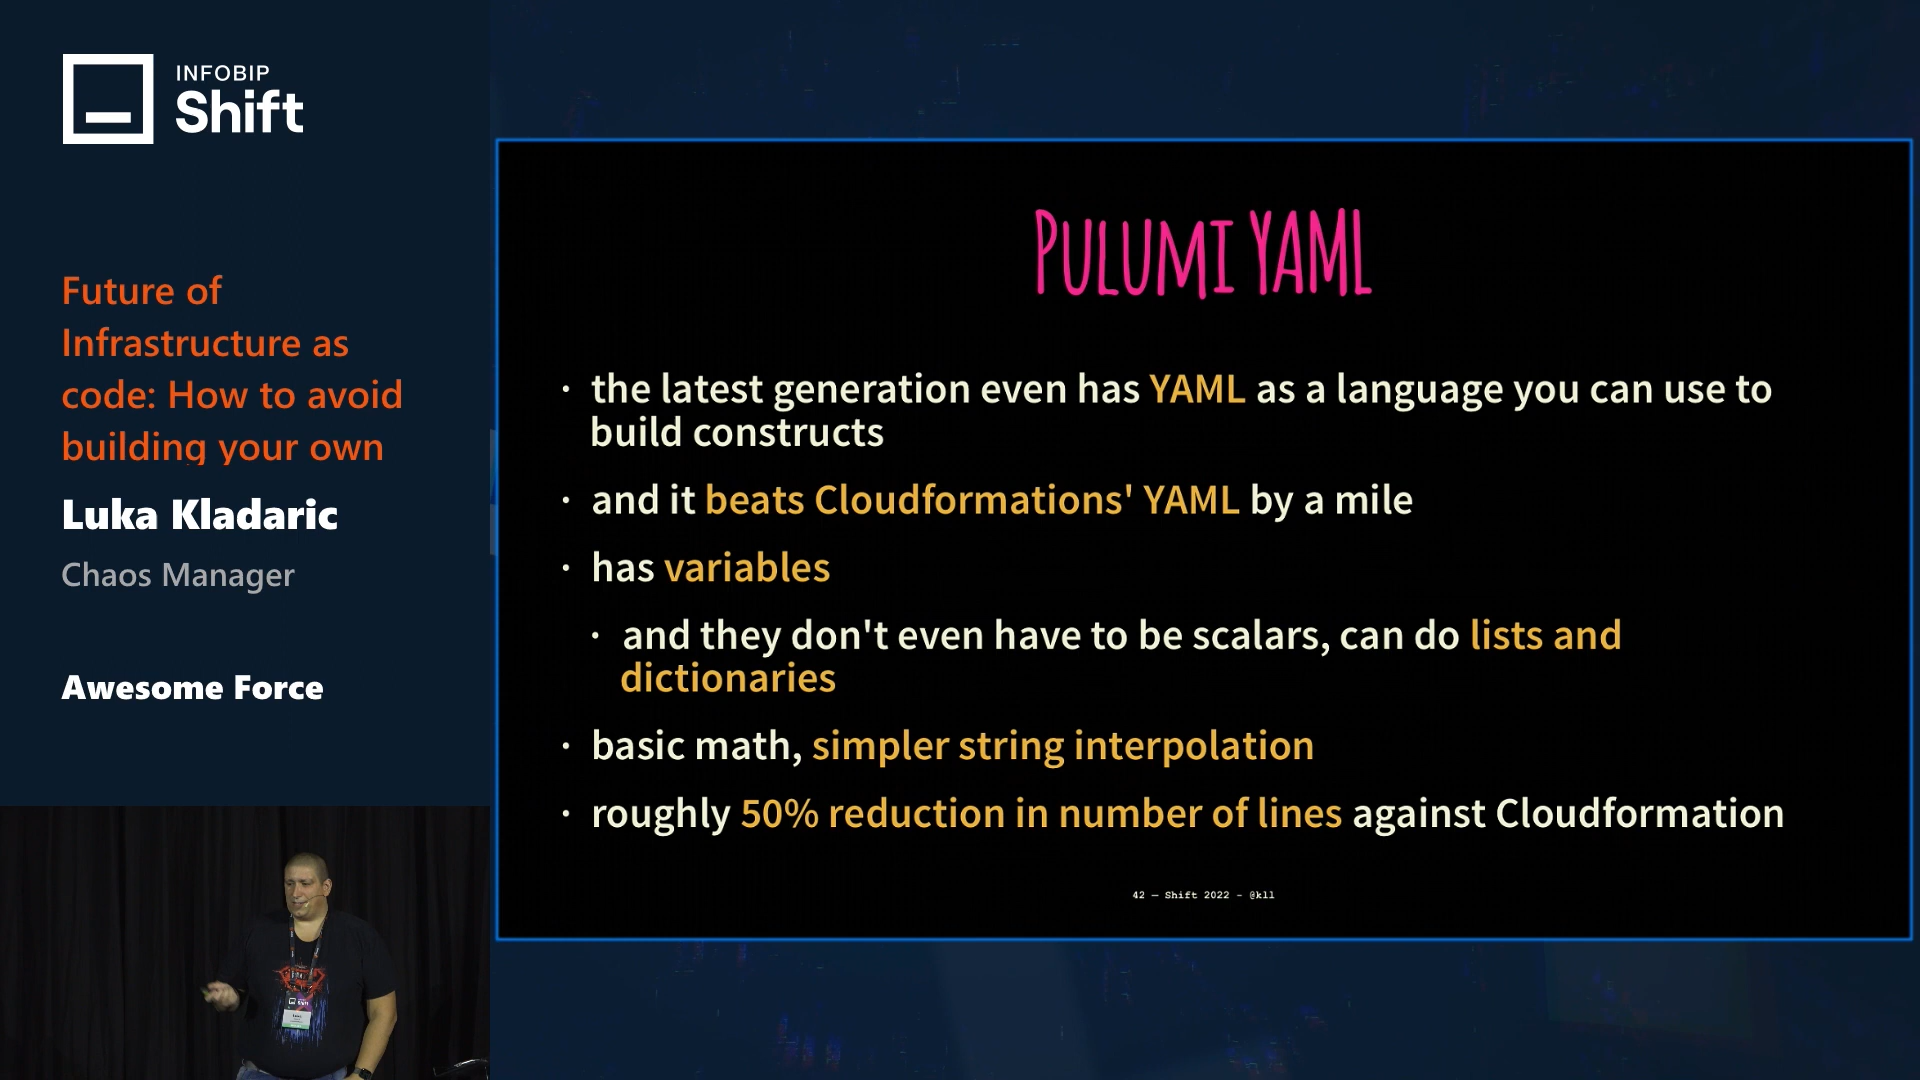 INFOBIP
Shift
Future of
Infrastructure as
code: How to avoid
building your own
Luka Kladaric
Chaos Manager
Awesome Force
PULUMI YAML
· the latest generation even has YAML as a language you can use to
build constructs
· and it beats Cloudformations' YAML by a mile
· has variables
· and they don't even have to be scalars, can do lists and
dictionaries
· basic math, simpler string interpolation
· roughly 50% reduction in number of lines against Cloudformation
42 — Shift 2022 - @kll